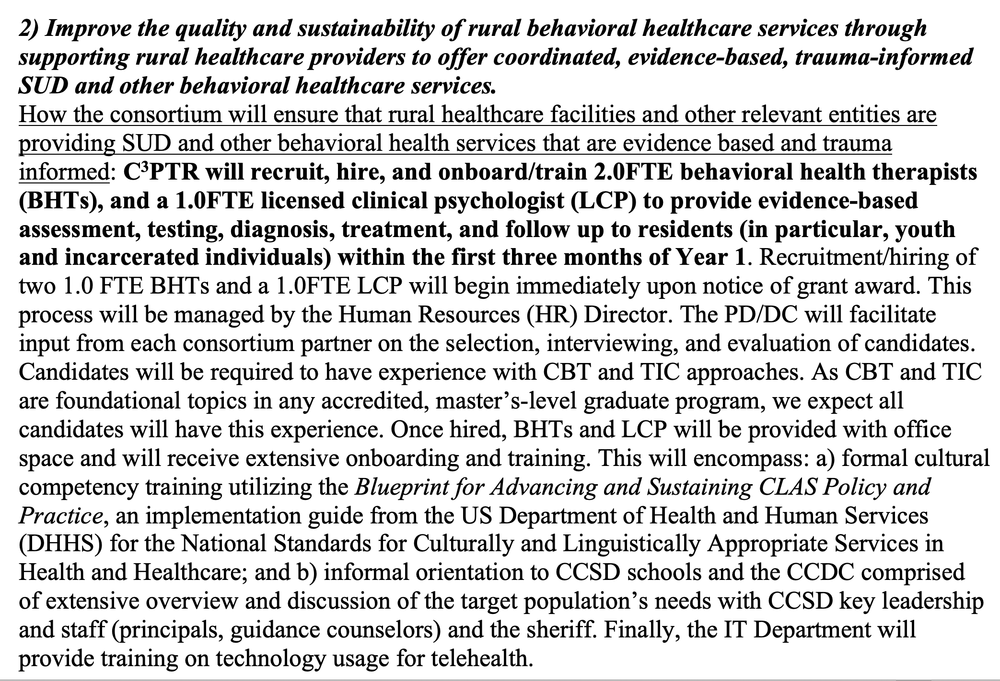 2) Improve the quality and sustainability of rural behavioral healthcare services through
supporting rural healthcare providers to offer coordinated, evidence-based, trauma-informed
SUD and other behavioral healthcare services.
How the consortium will ensure that rural healthcare facilities and other relevant entities are
providing SUD and other behavioral health services that are evidence based and trauma
informed: C³PTR will recruit, hire, and onboard/train 2.0FTE behavioral health therapists
(BHTs), and a 1.0FTE licensed clinical psychologist (LCP) to provide evidence-based
assessment, testing, diagnosis, treatment, and follow up to residents (in particular, youth
and incarcerated individuals) within the first three months of Year 1. Recruitment/hiring of
two 1.0 FTE BHTs and a 1.0FTE LCP will begin immediately upon notice of grant award. This
process will be managed by the Human Resources (HR) Director. The PD/DC will facilitate
input from each consortium partner on the selection, interviewing, and evaluation of candidates.
Candidates will be required to have experience with CBT and TIC approaches. As CBT and TIC
are foundational topics in any accredited, master’s-level graduate program, we expect all
candidates will have this experience. Once hired, BHTs and LCP will be provided with office
space and will receive extensive onboarding and training. This will encompass: a) formal cultural
competency training utilizing the Blueprint for Advancing and Sustaining CLAS Policy and
Practice, an implementation guide from the US Department of Health and Human Services
(DHHS) for the National Standards for Culturally and Linguistically Appropriate Services in
Health and Healthcare; and b) informal orientation to CCSD schools and the CCDC comprised
of extensive overview and discussion of the target population’s needs with CCSD key leadership
and staff (principals, guidance counselors) and the sheriff. Finally, the IT Department will
provide training on technology usage for telehealth.